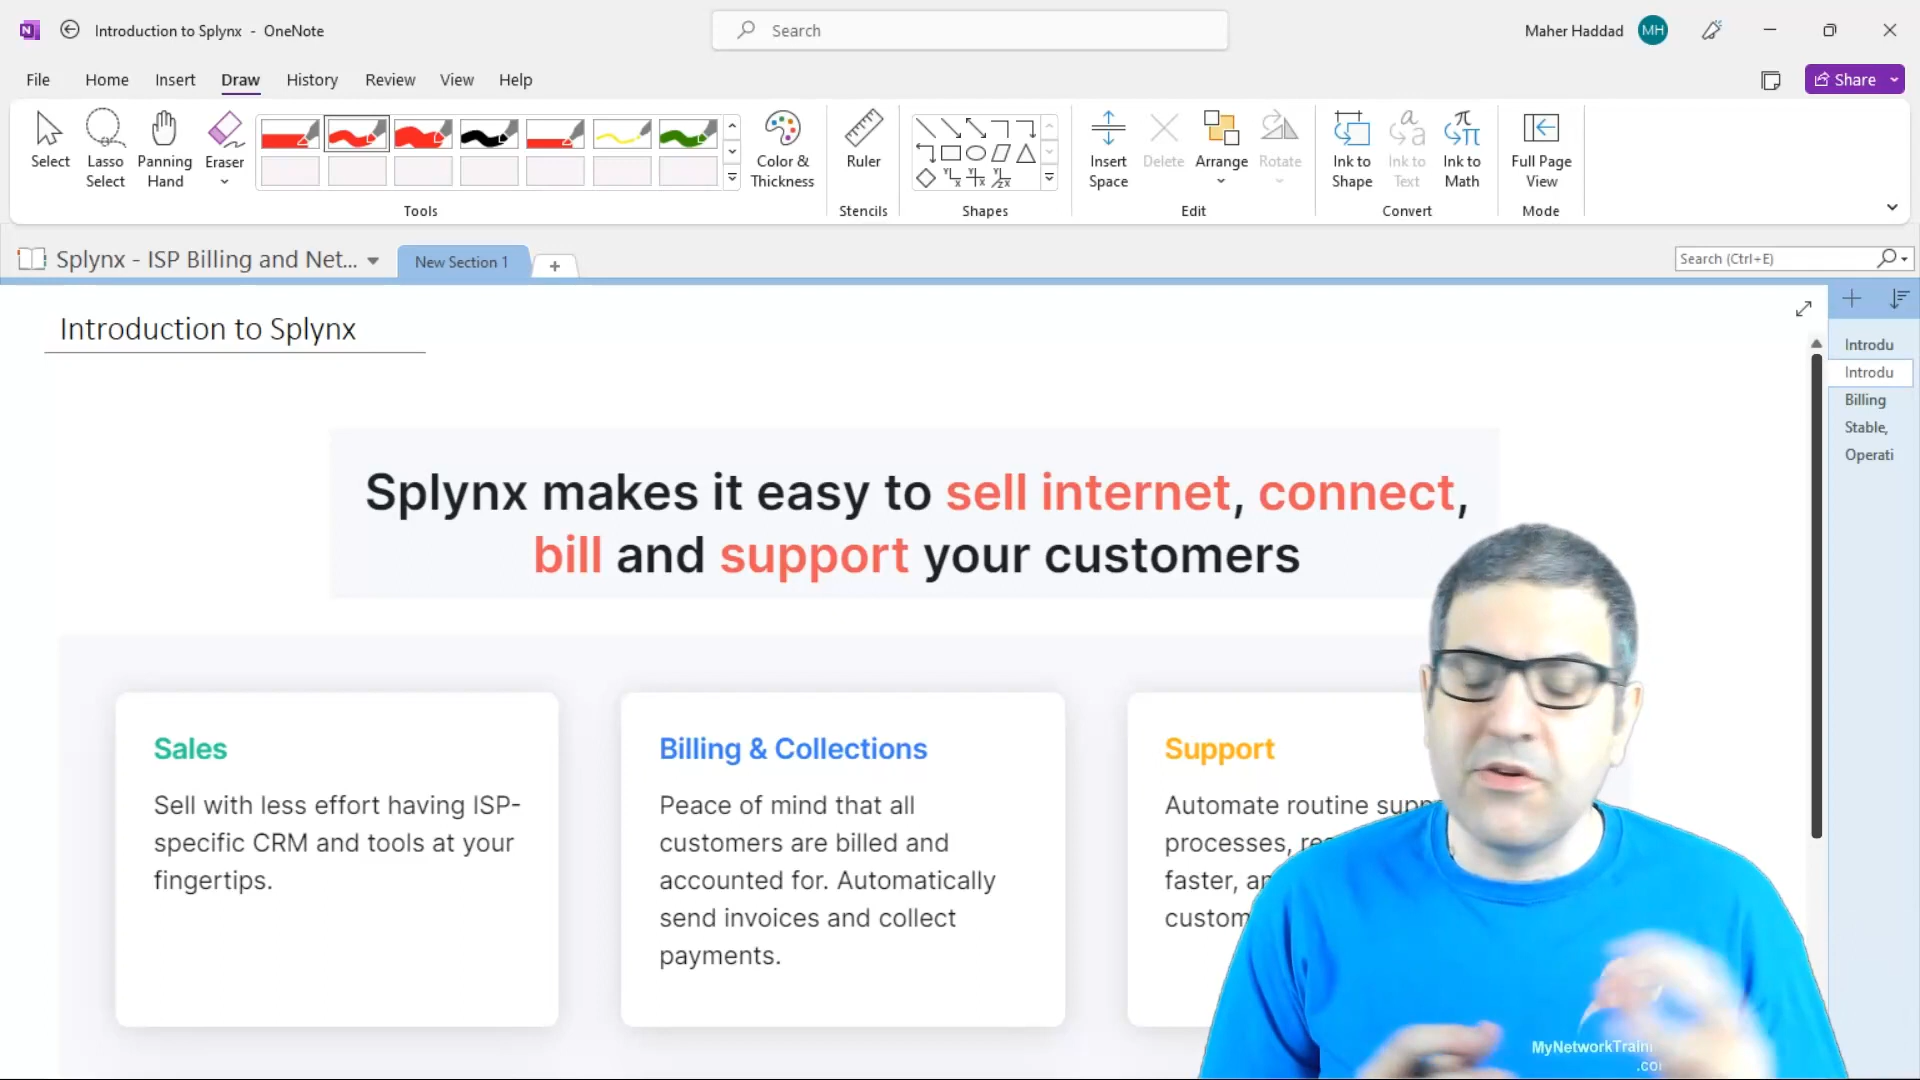 Introduction to Splynx - OneNote
Search
Maher Haddad
MH
File
Home
Insert
Draw
History
Review
View
Help
Share
Select
Lasso
Select
Panning
Hand
Eraser
Color &
Thickness
Tools
Ruler
Stencils
Shapes
Insert
Space
Delete
Arrange
Rotate
Edit
Ink to
Shape
Ink to
Text
Ink to
Math
Convert
Full Page
View
Mode
Splynx - ISP Billing and Net...
New Section 1
Search (Ctrl+E)
Introduction to Splynx
Introdu
Introdu
Billing
Stable,
Operati
Splynx makes it easy to sell internet, connect,
bill and support your customers
Sales
Sell with less effort having ISP-
specific CRM and tools at your
fingertips.
Billing & Collections
Peace of mind that all
customers are billed and
accounted for. Automatically
send invoices and collect
payments.
Support
Automate routine supp
processes, re
faster, an
custom
MyNetworkTraini
.co